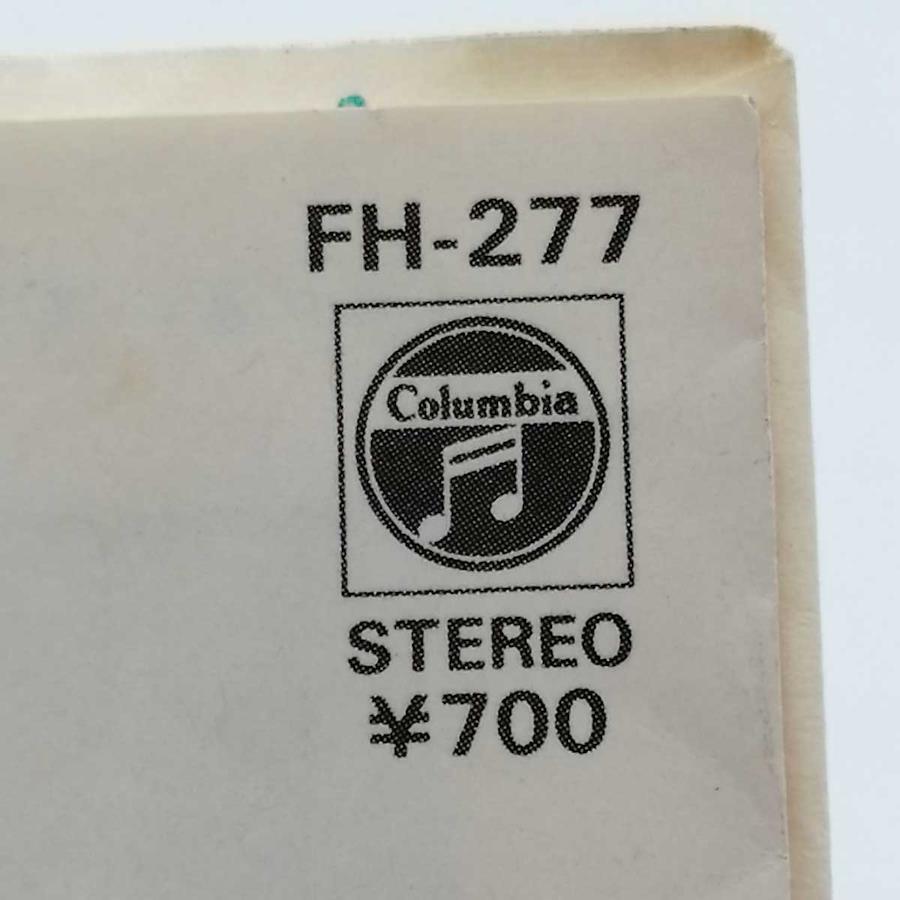 FH-277
Columbia
STEREO
¥700